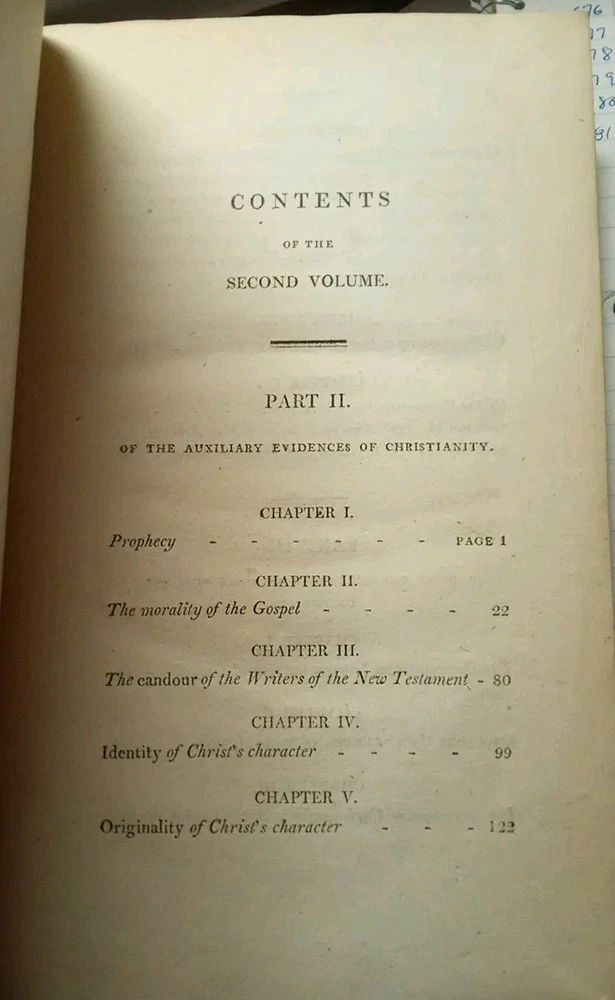 CONTENTS
OF THE
SECOND VOLUME.
PART II.
OF THE AUXILIARY EVIDENCES OF CHRISTIANITY.
CHAPTER I.
Prophecy - - - - - - PAGE 1
CHAPTER II.
The morality of the Gospel - - - - 22
CHAPTER III.
The candour of the Writers of the New Testament - 80
CHAPTER IV.
Identity of Christ's character - - - - 99
CHAPTER V.
Originality of Christ's character - - - 122